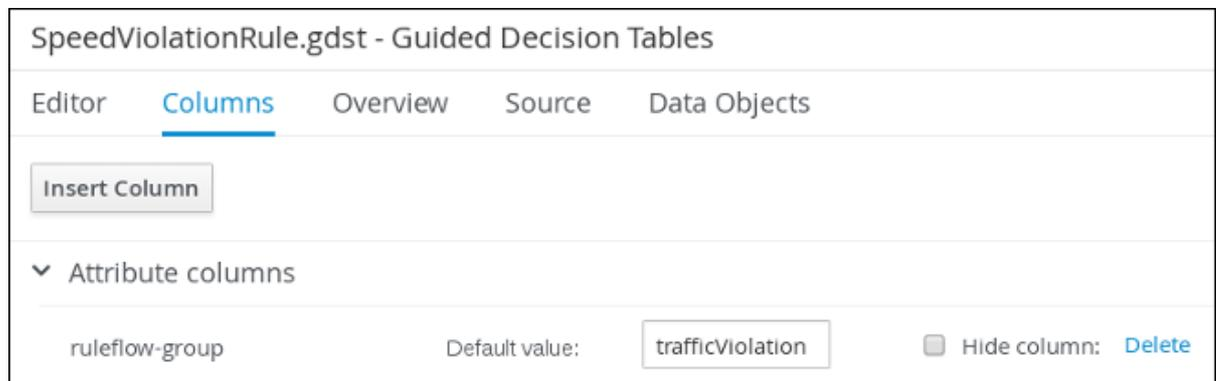 SpeedViolationRule.gdst - Guided Decision Tables
Editor Columns Overview Source Data Objects
Insert Column
Attribute columns
ruleflow-group Default value: trafficViolation Hide column: Delete